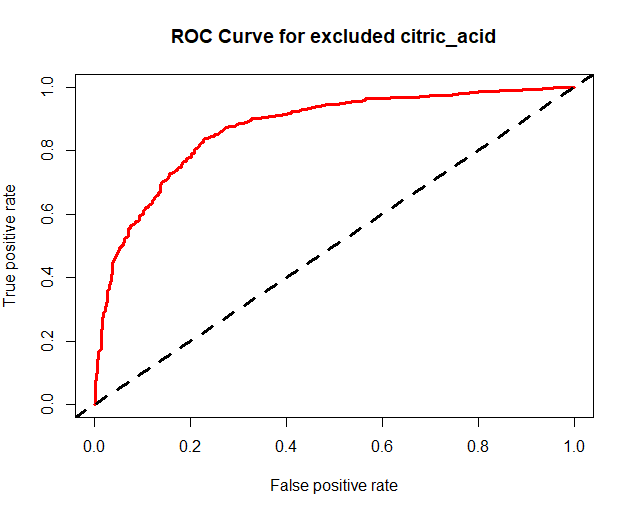 ROC Curve for excluded citric_acid
True positive rate
1.0
0.8
0.6
0.4
0.2
0.0
0.0 0.2 0.4 0.6 0.8 1.0
False positive rate